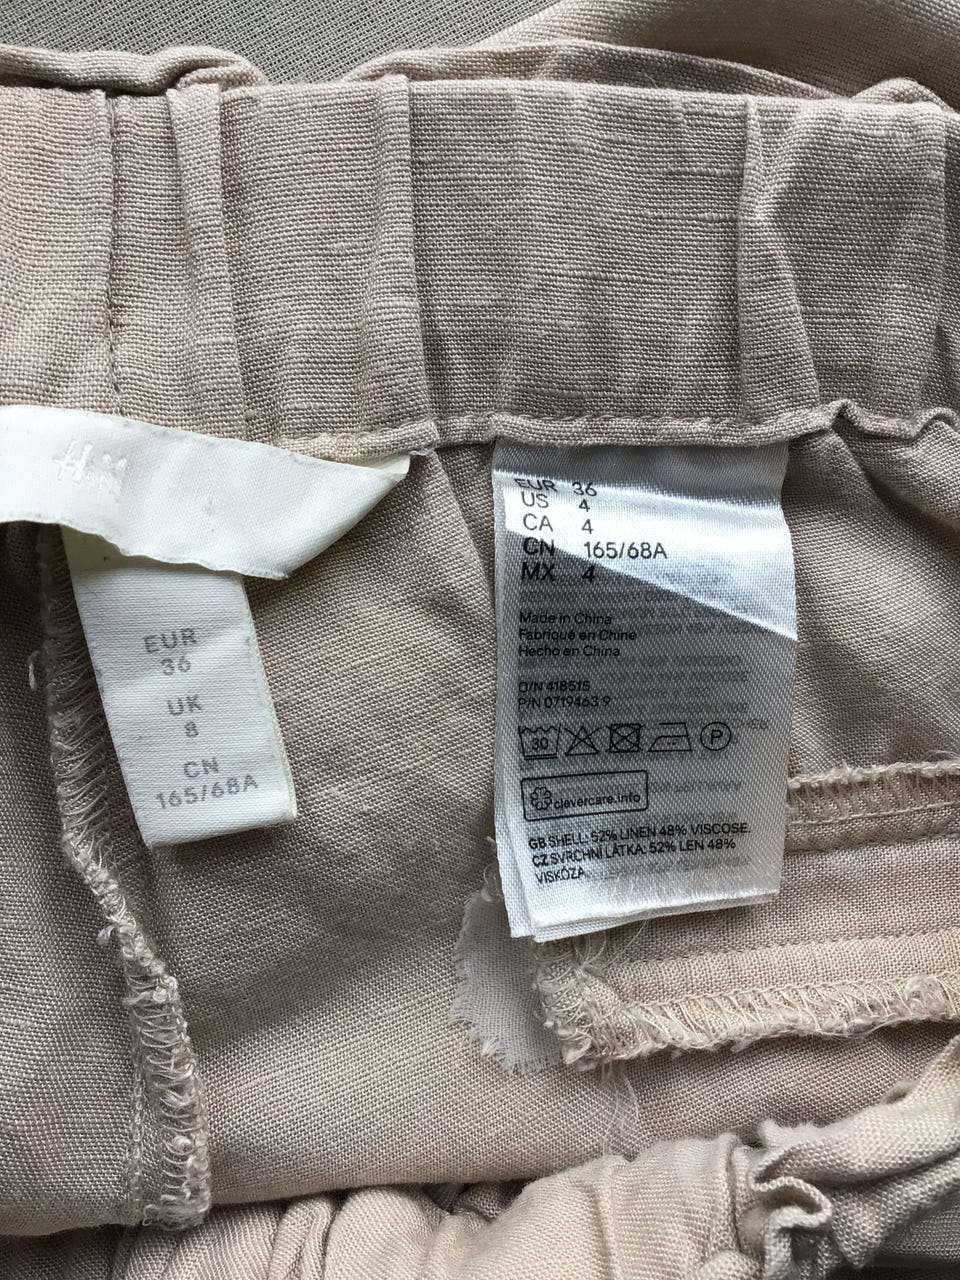 H&M
EUR
36
UK
8
CN
165/68A
EUR 36
US 4
CA 4
CN 165/68A
MX 4
Made in China
Fabriqué en Chine
Hecho en China
O/N 418515
P/N 0719463 9
30
P
clevercare.info
GB SHELL: 52% LINEN 48% VISCOSE.
CZ SVRCHNÍ LÁTKA: 52% LEN 48%
VISKÓZA.